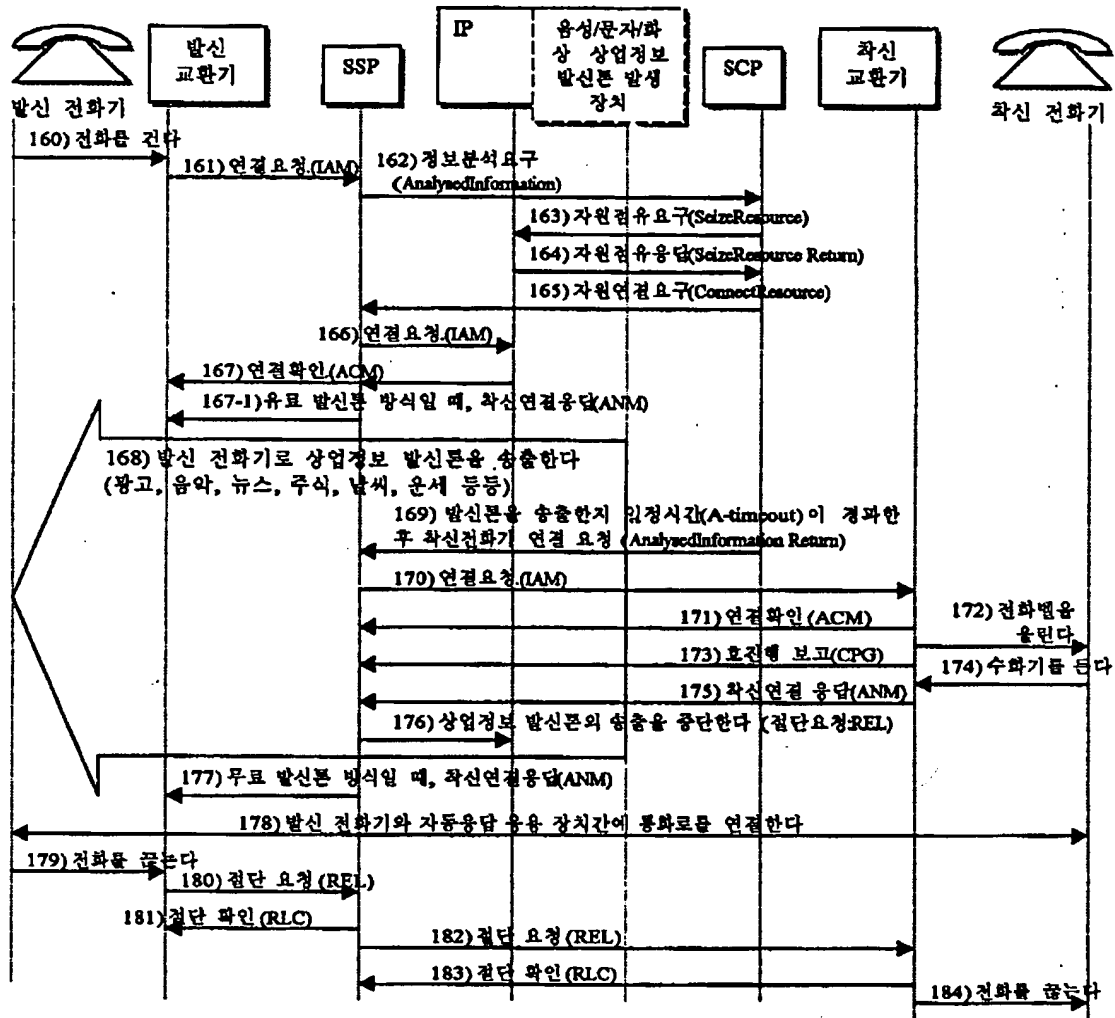 발신 전화기
발신
교환기
SSP
IP
음성/문자/화
상 상업정보
발신톤 발생
장치
SCP
착신
교환기
착신 전화기
160) 전화를 건다
161) 연결요청(IAM)
162) 정보분석요구
(AnalysedInformation)
163) 자원점유요구(SeizeResource)
164) 자원점유응답(SeizeResource Return)
165) 자원연결요구(ConnectResource)
166) 연결요청(IAM)
167) 연결확인(ACM)
167-1) 유료 발신톤 방식일 때, 착신연결응답(ANM)
168) 발신 전화기로 상업정보 발신톤을 송출한다
(광고, 음악, 뉴스, 주식, 날씨, 운세 등등)
169) 발신톤을 송출한지 일정시간(A-timeout) 이 경과한
후 착신전화기 연결 요청 (AnalysedInformation Return)
170) 연결요청(IAM)
171) 연결확인 (ACM)
172) 전화벨을
울린다
173) 호진행 보고(CPG)
174) 수화기를 든다
175) 착신연결 응답(ANM)
176) 상업정보 발신톤의 송출을 중단한다 (절단요청:REL)
177) 무료 발신톤 방식일 때, 착신연결응답(ANM)
178) 발신 전화기와 자동응답 응용 장치간에 통화로를 연결한다
179) 전화를 끊는다
180) 절단 요청 (REL)
181) 절단 확인 (RLC)
182) 절단 요청 (REL)
183) 절단 확인 (RLC)
184) 전화를 끊는다